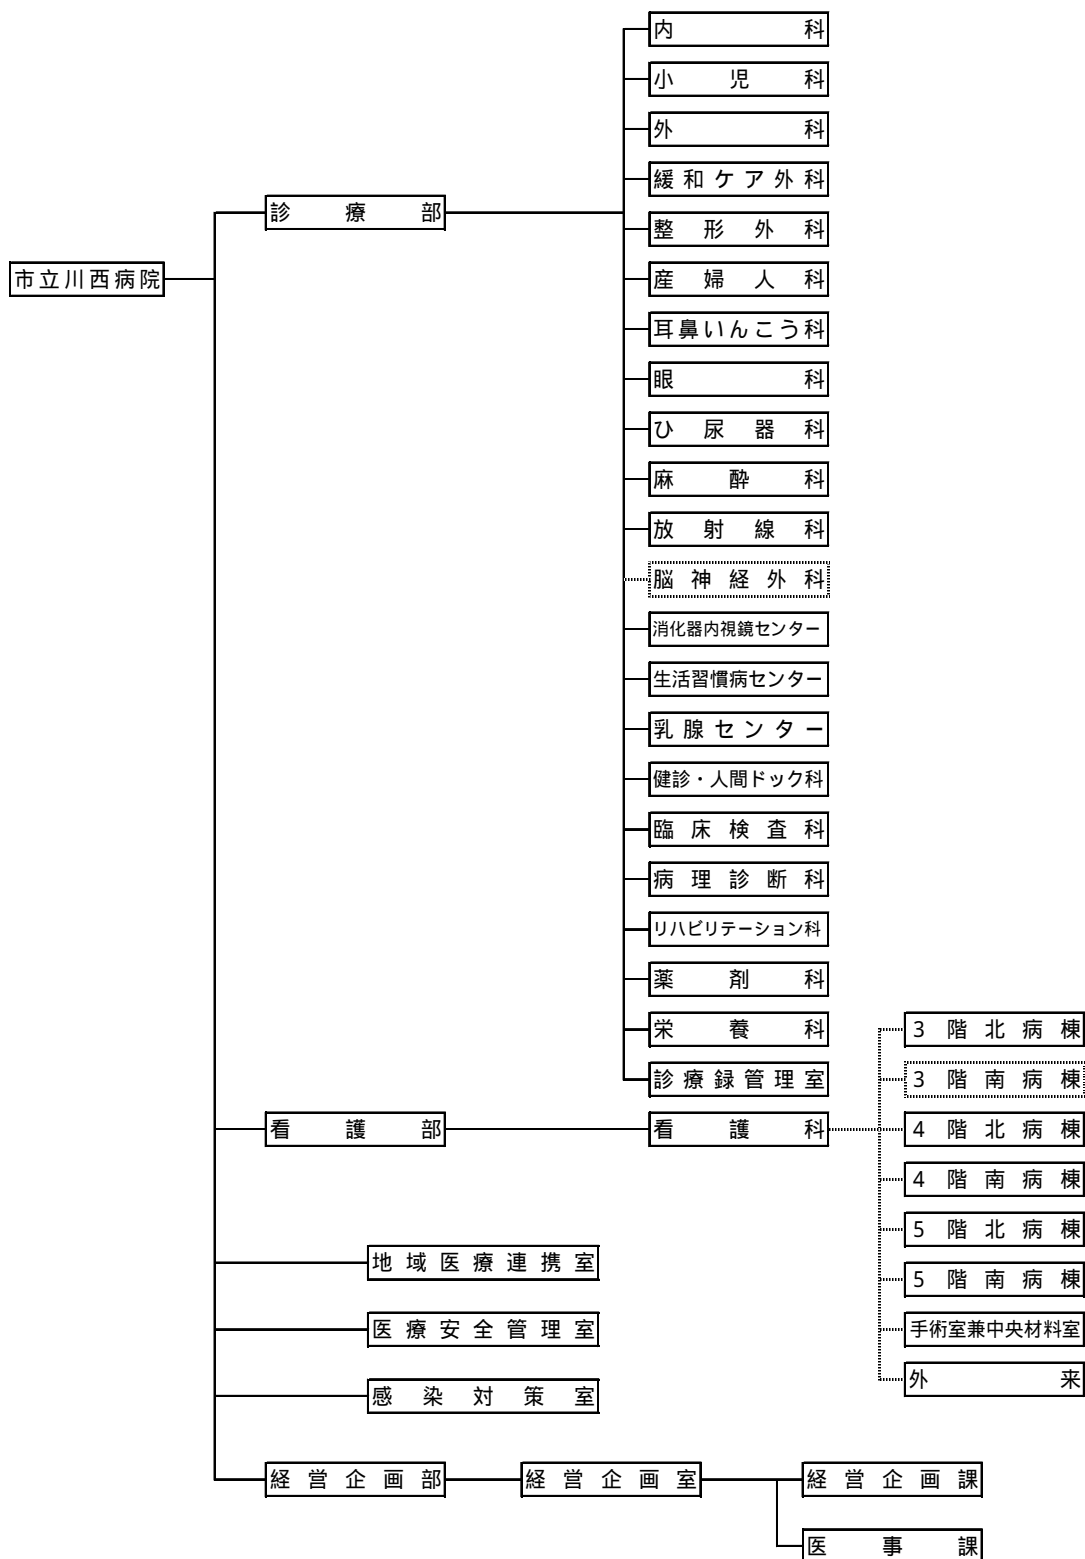 市立川西病院
診療部
内科
小児科
外科
緩和ケア外科
整形外科
産婦人科
耳鼻いんこう科
眼科
ひ尿器科
麻酔科
放射線科
脳神経外科
消化器内視鏡センター
生活習慣病センター
乳腺センター
健診・人間ドック科
臨床検査科
病理診断科
リハビリテーション科
薬剤科
栄養科
診療録管理室
看護部
看護科
3階北病棟
3階南病棟
4階北病棟
4階南病棟
5階北病棟
5階南病棟
手術室兼中央材料室
外来
地域医療連携室
医療安全管理室
感染対策室
経営企画部
経営企画室
経営企画課
医事課